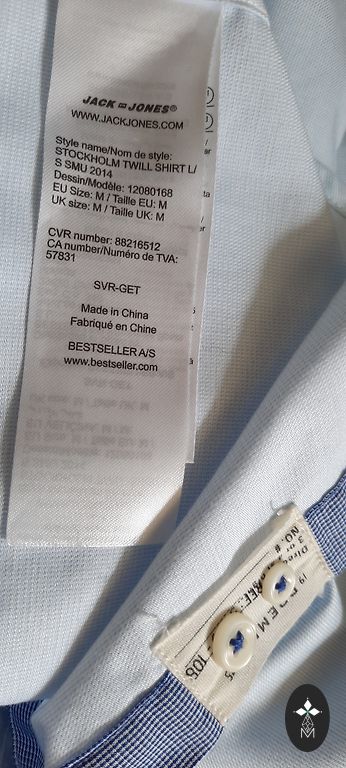 JACK & JONES®
WWW.JACKJONES.COM
Style name/Nom de style:
STOCKHOLM TWILL SHIRT L/
S SMU 2014
Dessin/Modèle: 12080168
EU Size: M / Taille EU: M
UK size: M / Taille UK: M
CVR number: 88216512
CA number/Numéro de TVA:
57831
SVR-GET
Made in China
Fabriqué en Chine
BESTSELLER A/S
www.bestseller.com